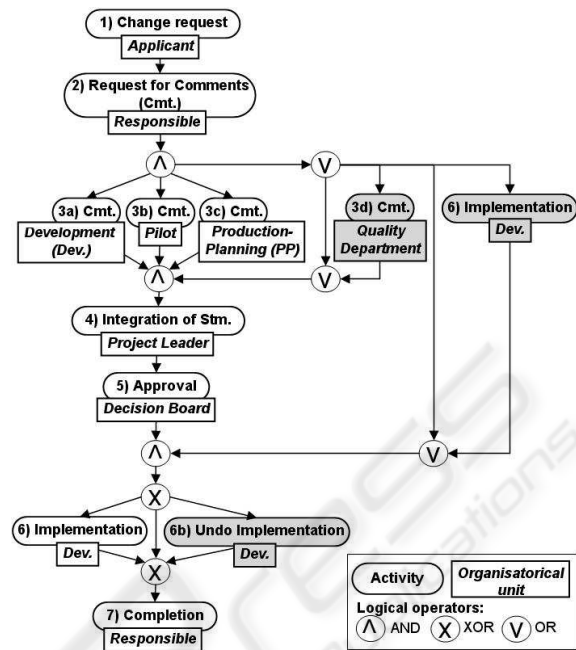 1) Change request
Applicant
2) Request for Comments
(Cmt.)
Responsible
Λ
V
3a) Cmt.
3b) Cmt.
3c) Cmt.
3d) Cmt.
6) Implementation
Development (Dev.)
Pilot
Production-
Planning (PP)
Quality
Department
Dev.
Λ
V
4) Integration of Stm.
Project Leader
5) Approval
Decision Board
Λ
V
X
6) Implementation
6b) Undo Implementation
Dev.
Dev.
X
7) Completion
Responsible
Activity
Organisatorical
unit
Logical operators:
Λ AND X XOR V OR